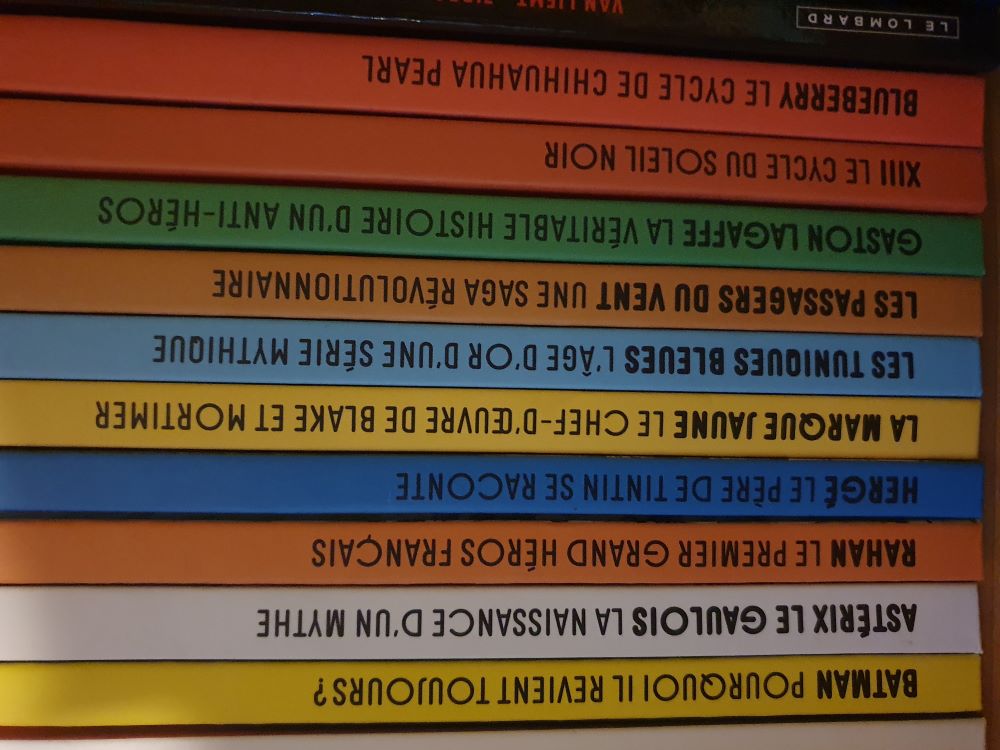 LE LOMBARD
VAN LIEMT
BLUEBERRY LE CYCLE DE CHIHUAHUA PEARL
XIII LE CYCLE DU SOLEIL NOIR
GASTON LAGAFFE LA VÉRITABLE HISTOIRE D'UN ANTI-HÉROS
LES PASSAGERS DU VENT UNE SAGA RÉVOLUTIONNAIRE
LES TUNIQUES BLEUES L'ÂGE D'OR D'UNE SÉRIE MYTHIQUE
LA MARQUE JAUNE LE CHEF-D'ŒUVRE DE BLAKE ET MORTIMER
HERGÉ LE PÈRE DE TINTIN SE RACONTE
RAHAN LE PREMIER GRAND HÉROS FRANÇAIS
ASTÉRIX LE GAULOIS LA NAISSANCE D'UN MYTHE
BATMAN POURQUOI IL REVIENT TOUJOURS?